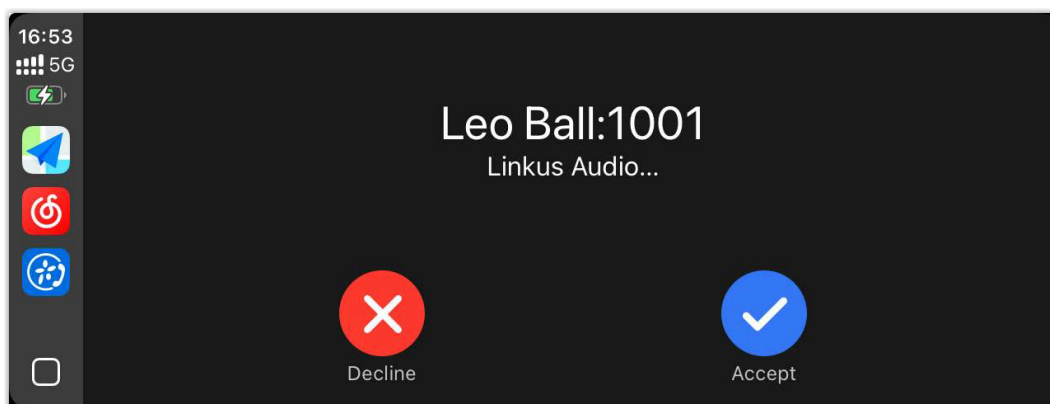 16:53
5G
Leo Ball:1001
Linkus Audio...
Decline
Accept